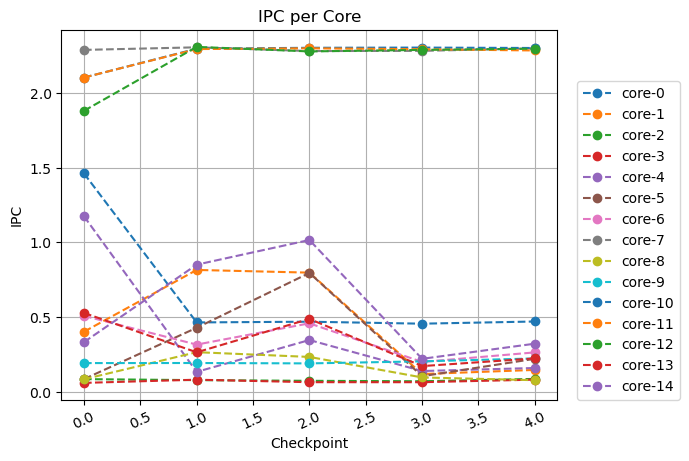 IPC per Core
IPC
2.0
1.5
1.0
0.5
0.0
0.0
0.5
1.0
1.5
2.0
2.5
3.0
3.5
4.0
Checkpoint
core-0
core-1
core-2
core-3
core-4
core-5
core-6
core-7
core-8
core-9
core-10
core-11
core-12
core-13
core-14